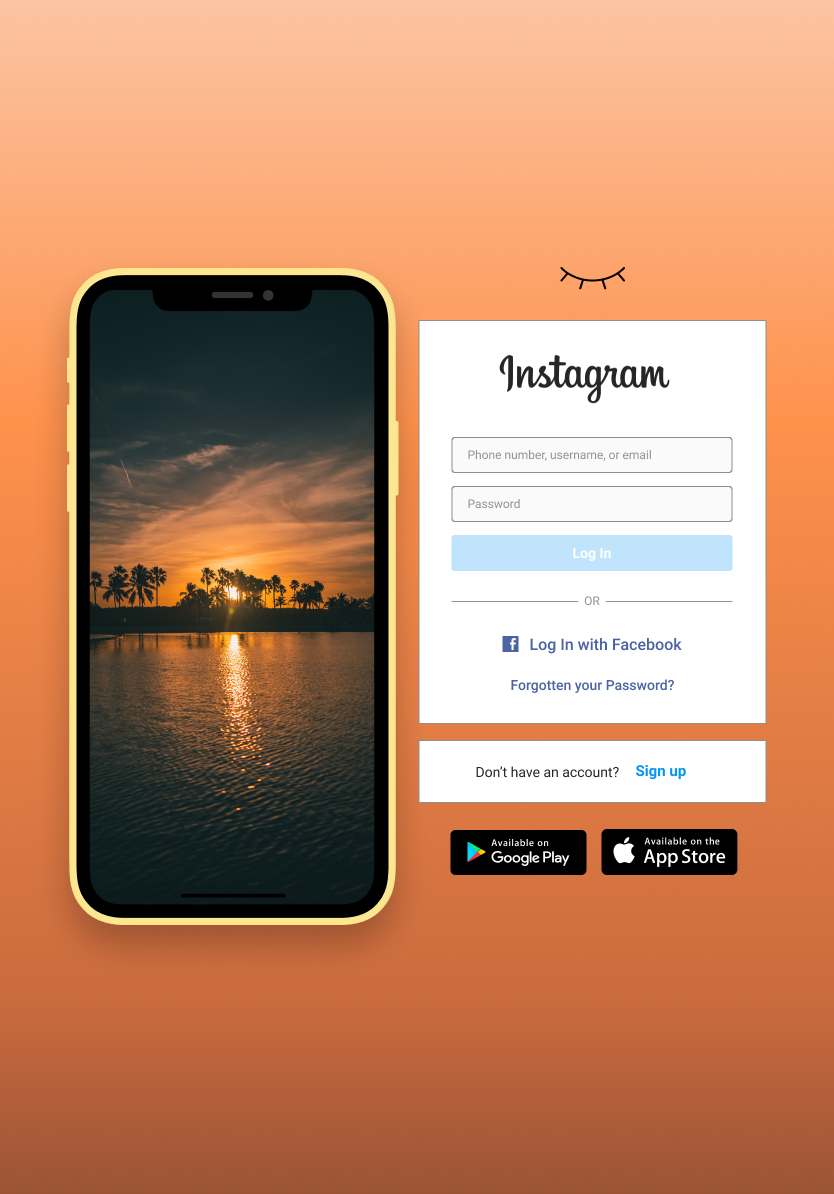 Instagram
Phone number, username, or email
Password
Log In
OR
Log In with Facebook
Forgotten your Password?
Don’t have an account? Sign up
Available on
Google Play
Available on the
App Store